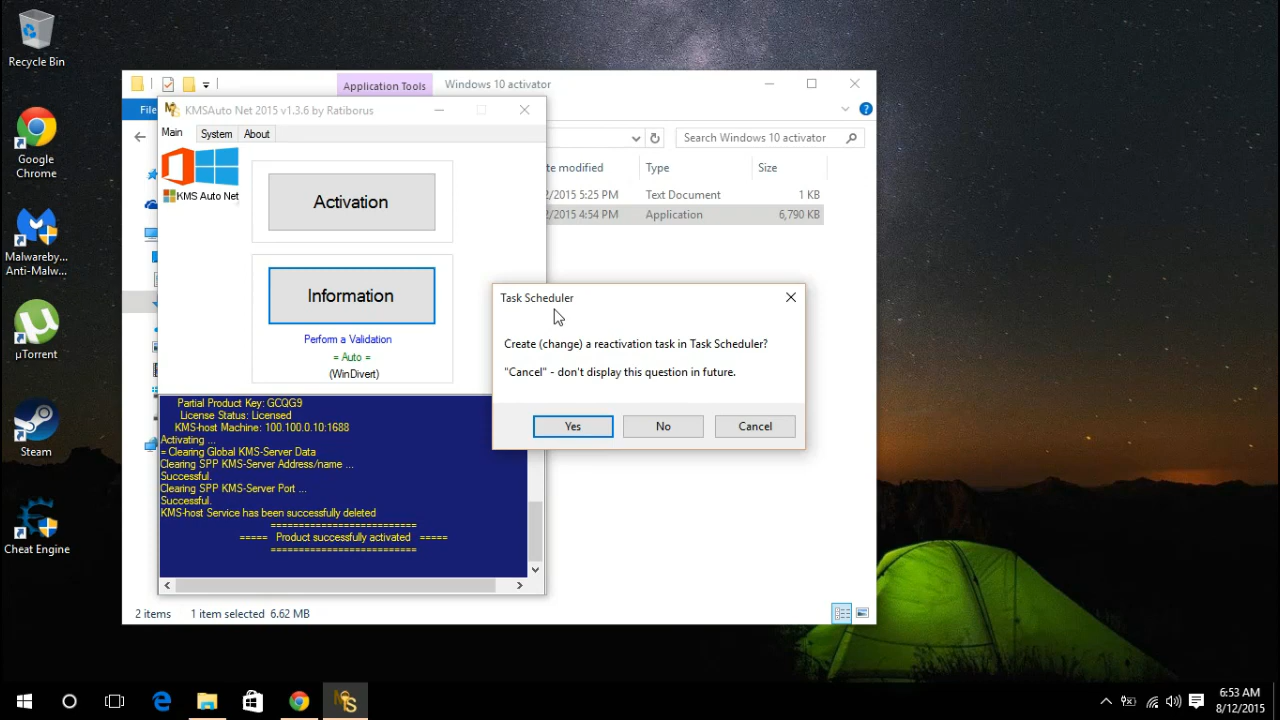 Recycle Bin
Google
Chrome
Malwareby...
Anti-Malw...
µTorrent
Steam
Cheat Engine
Application Tools
Windows 10 activator
File
Search Windows 10 activator
te modified
Type
Size
2/2015 5:25 PM
Text Document
1 KB
2/2015 4:54 PM
Application
6,790 KB
KMSAuto Net 2015 v1.3.6 by Ratiborus
Main
System
About
KMS Auto Net
Activation
Information
Perform a Validation
= Auto =
(WinDivert)
Partial Product Key: GCQG9
License Status: Licensed
KMS-host Machine: 100.100.0.10:1688
Activating ...
= Clearing Global KMS-Server Data
Clearing SPP KMS-Server Address/name ...
Successful.
Clearing SPP KMS-Server Port ...
Successful.
KMS-host Service has been successfully deleted
===========================
===== Product successfully activated =====
===========================
Task Scheduler
Create (change) a reactivation task in Task Scheduler?
"Cancel" - don't display this question in future.
Yes
No
Cancel
2 items
1 item selected 6.62 MB
6:53 AM
8/12/2015